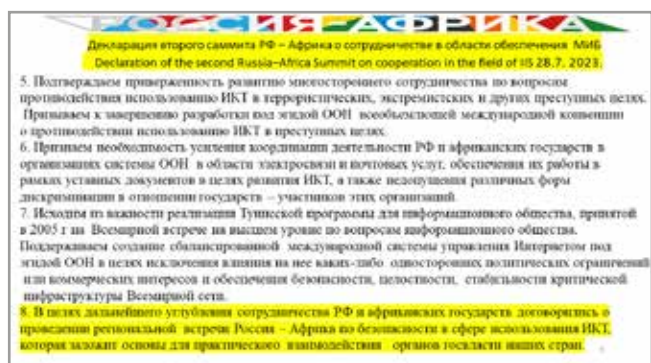 РОССИЯ–АФРИКА
Декларация второго саммита РФ – Африка о сотрудничестве в области обеспечения МИБ
Declaration of the second Russia–Africa Summit on cooperation in the field of IIS 28.7. 2023.
5. Подтверждаем приверженность развитию многостороннего сотрудничества по вопросам
противодействия использованию ИКТ в террористических, экстремистских и других преступных целях.
Призываем к завершению разработки под эгидой ООН всеобъемлющей международной конвенции
о противодействии использованию ИКТ в преступных целях.
6. Признаем необходимость усиления координации деятельности РФ и африканских государств в
организациях системы ООН в области электросвязи и почтовых услуг, обеспечения их работы в
рамках уставных документов в целях развития ИКТ, а также недопущения различных форм
дискриминации в отношении государств – участников этих организаций.
7. Исходим из важности реализации Тунисской программы для информационного общества, принятой
в 2005 г на Всемирной встрече на высшем уровне по вопросам информационного общества.
Поддерживаем создание сбалансированной международной системы управления Интернетом под
эгидой ООН в целях исключения влияния на нее каких-либо односторонних политических ограничений
или коммерческих интересов и обеспечения безопасности, целостности, стабильности критической
инфраструктуры Всемирной сети.
8. В целях дальнейшего углубления сотрудничества РФ и африканских государств договорились о
проведении региональной встречи Россия – Африка по безопасности в сфере использования ИКТ,
которая заложит основы для практического взаимодействия органов госвласти наших стран.